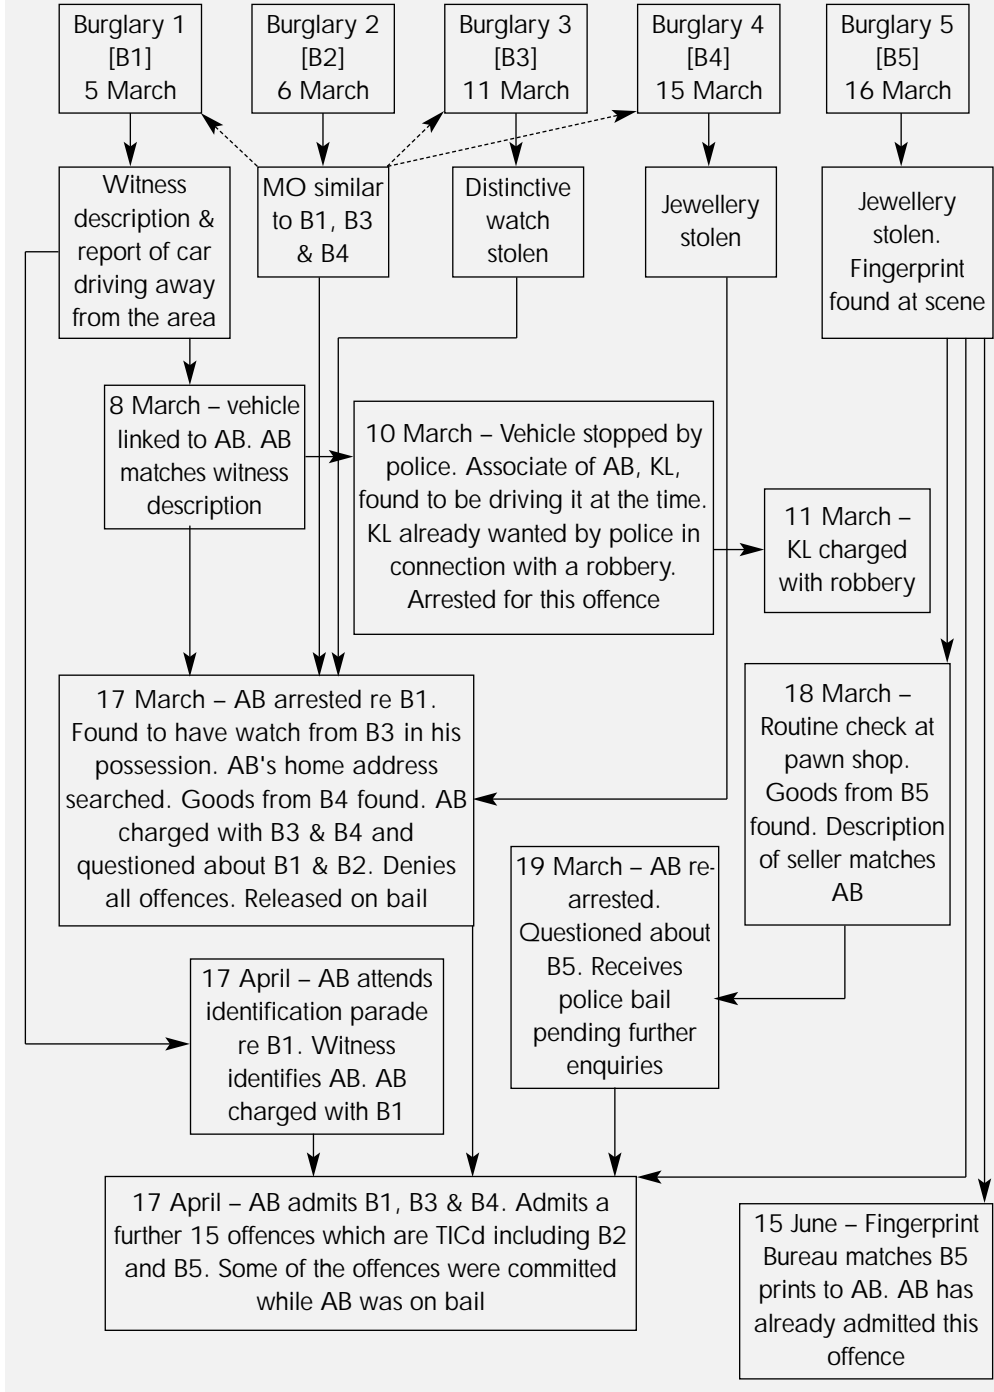 Burglary 1
[B1]
5 March
Burglary 2
[B2]
6 March
Burglary 3
[B3]
11 March
Burglary 4
[B4]
15 March
Burglary 5
[B5]
16 March
Witness
description &
report of car
driving away
from the area
MO similar
to B1, B3
& B4
Distinctive
watch
stolen
Jewellery
stolen
Jewellery
stolen.
Fingerprint
found at scene
8 March – vehicle
linked to AB. AB
matches witness
description
10 March – Vehicle stopped by
police. Associate of AB, KL,
found to be driving it at the time.
KL already wanted by police in
connection with a robbery.
Arrested for this offence
11 March –
KL charged
with robbery
17 March – AB arrested re B1.
Found to have watch from B3 in his
possession. AB's home address
searched. Goods from B4 found. AB
charged with B3 & B4 and
questioned about B1 & B2. Denies
all offences. Released on bail
18 March –
Routine check at
pawn shop.
Goods from B5
found. Description
of seller matches
AB
19 March – AB re-
arrested.
Questioned about
B5. Receives
police bail
pending further
enquiries
17 April – AB attends
identification parade
re B1. Witness
identifies AB. AB
charged with B1
17 April – AB admits B1, B3 & B4. Admits a
further 15 offences which are TICd including B2
and B5. Some of the offences were committed
while AB was on bail
15 June – Fingerprint
Bureau matches B5
prints to AB. AB has
already admitted this
offence